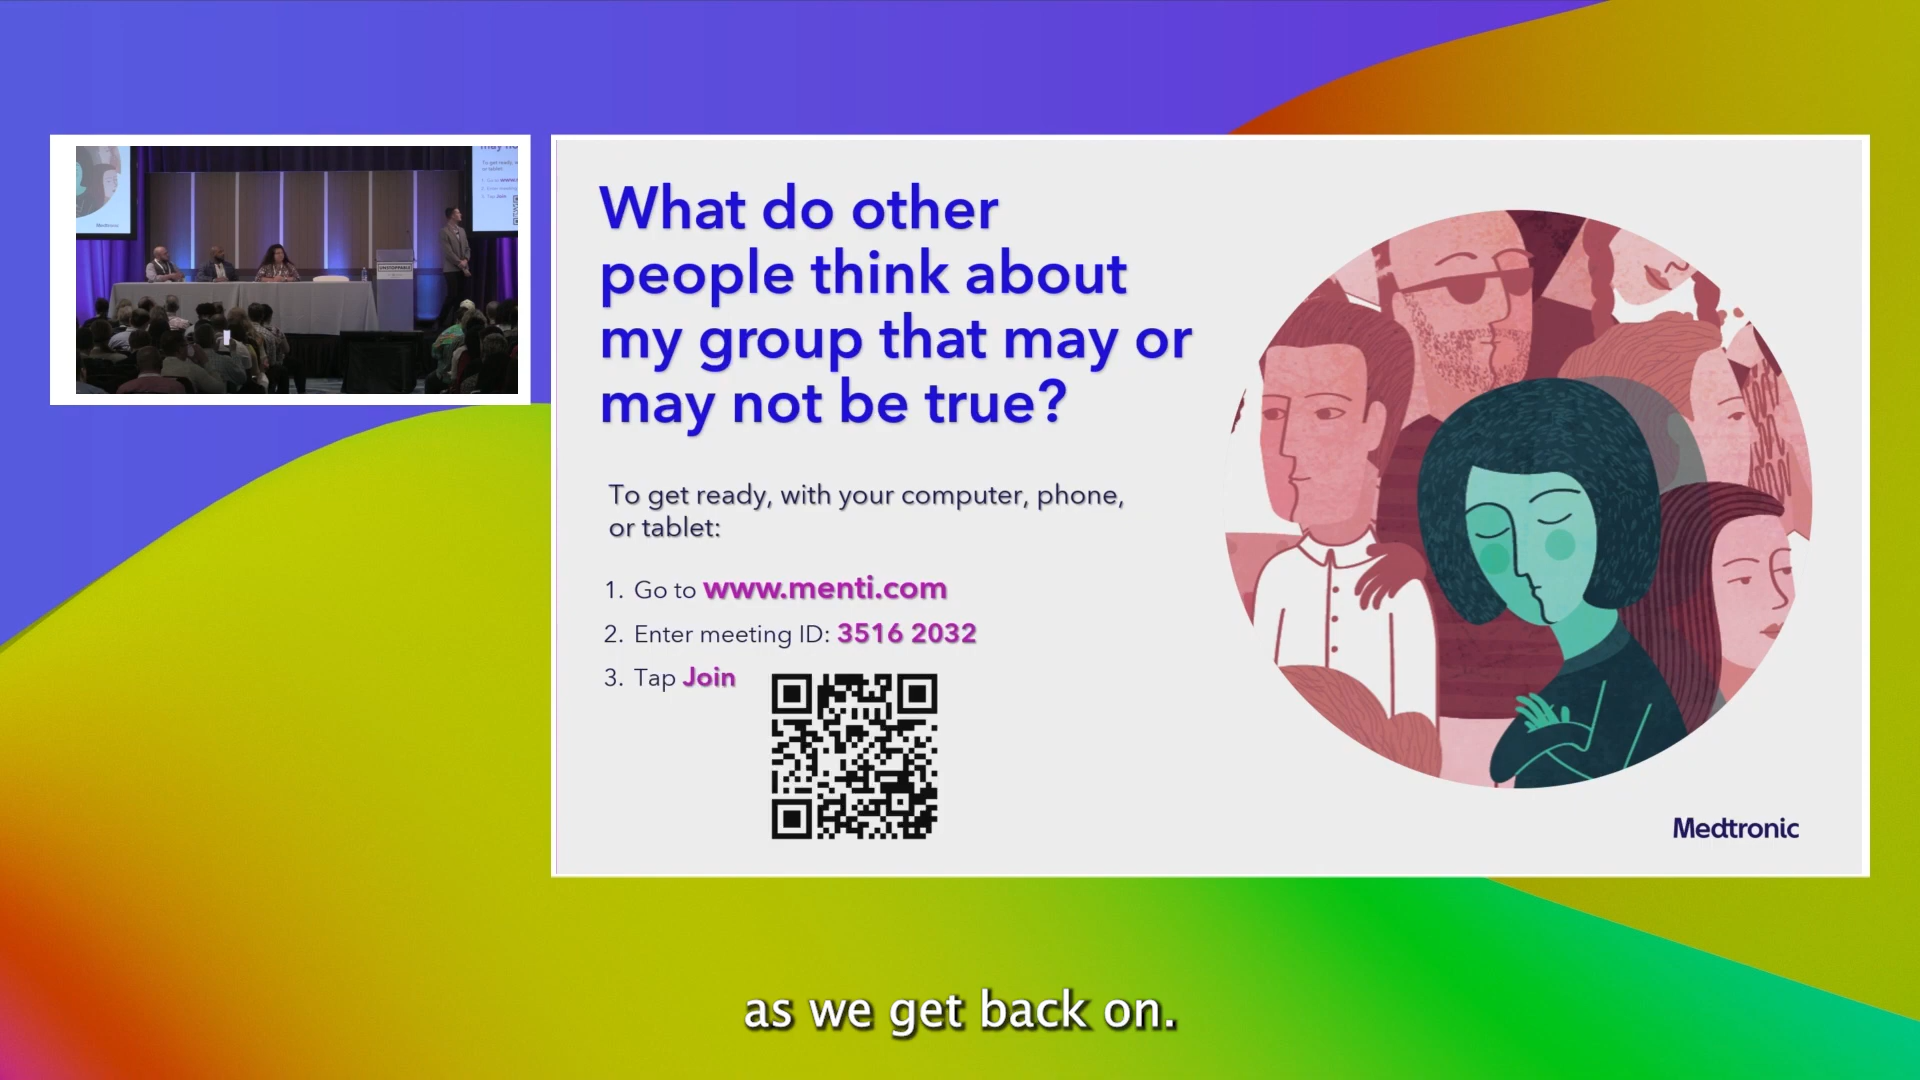 What do other
people think about
my group that may or
may not be true?
To get ready, with your computer, phone,
or tablet:
1. Go to www.menti.com
2. Enter meeting ID: 3516 2032
3. Tap Join
Medtronic
UNSTOPPABLE
as we get back on.